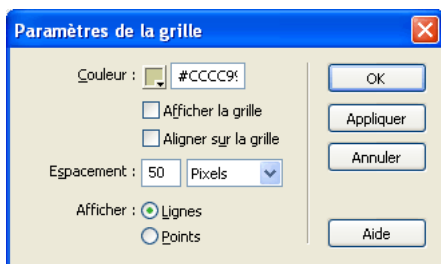 Paramètres de la grille
Couleur : #CCCC99
Afficher la grille
Aligner sur la grille
Espacement : 50 Pixels
Afficher : Lignes
Points
OK
Appliquer
Annuler
Aide